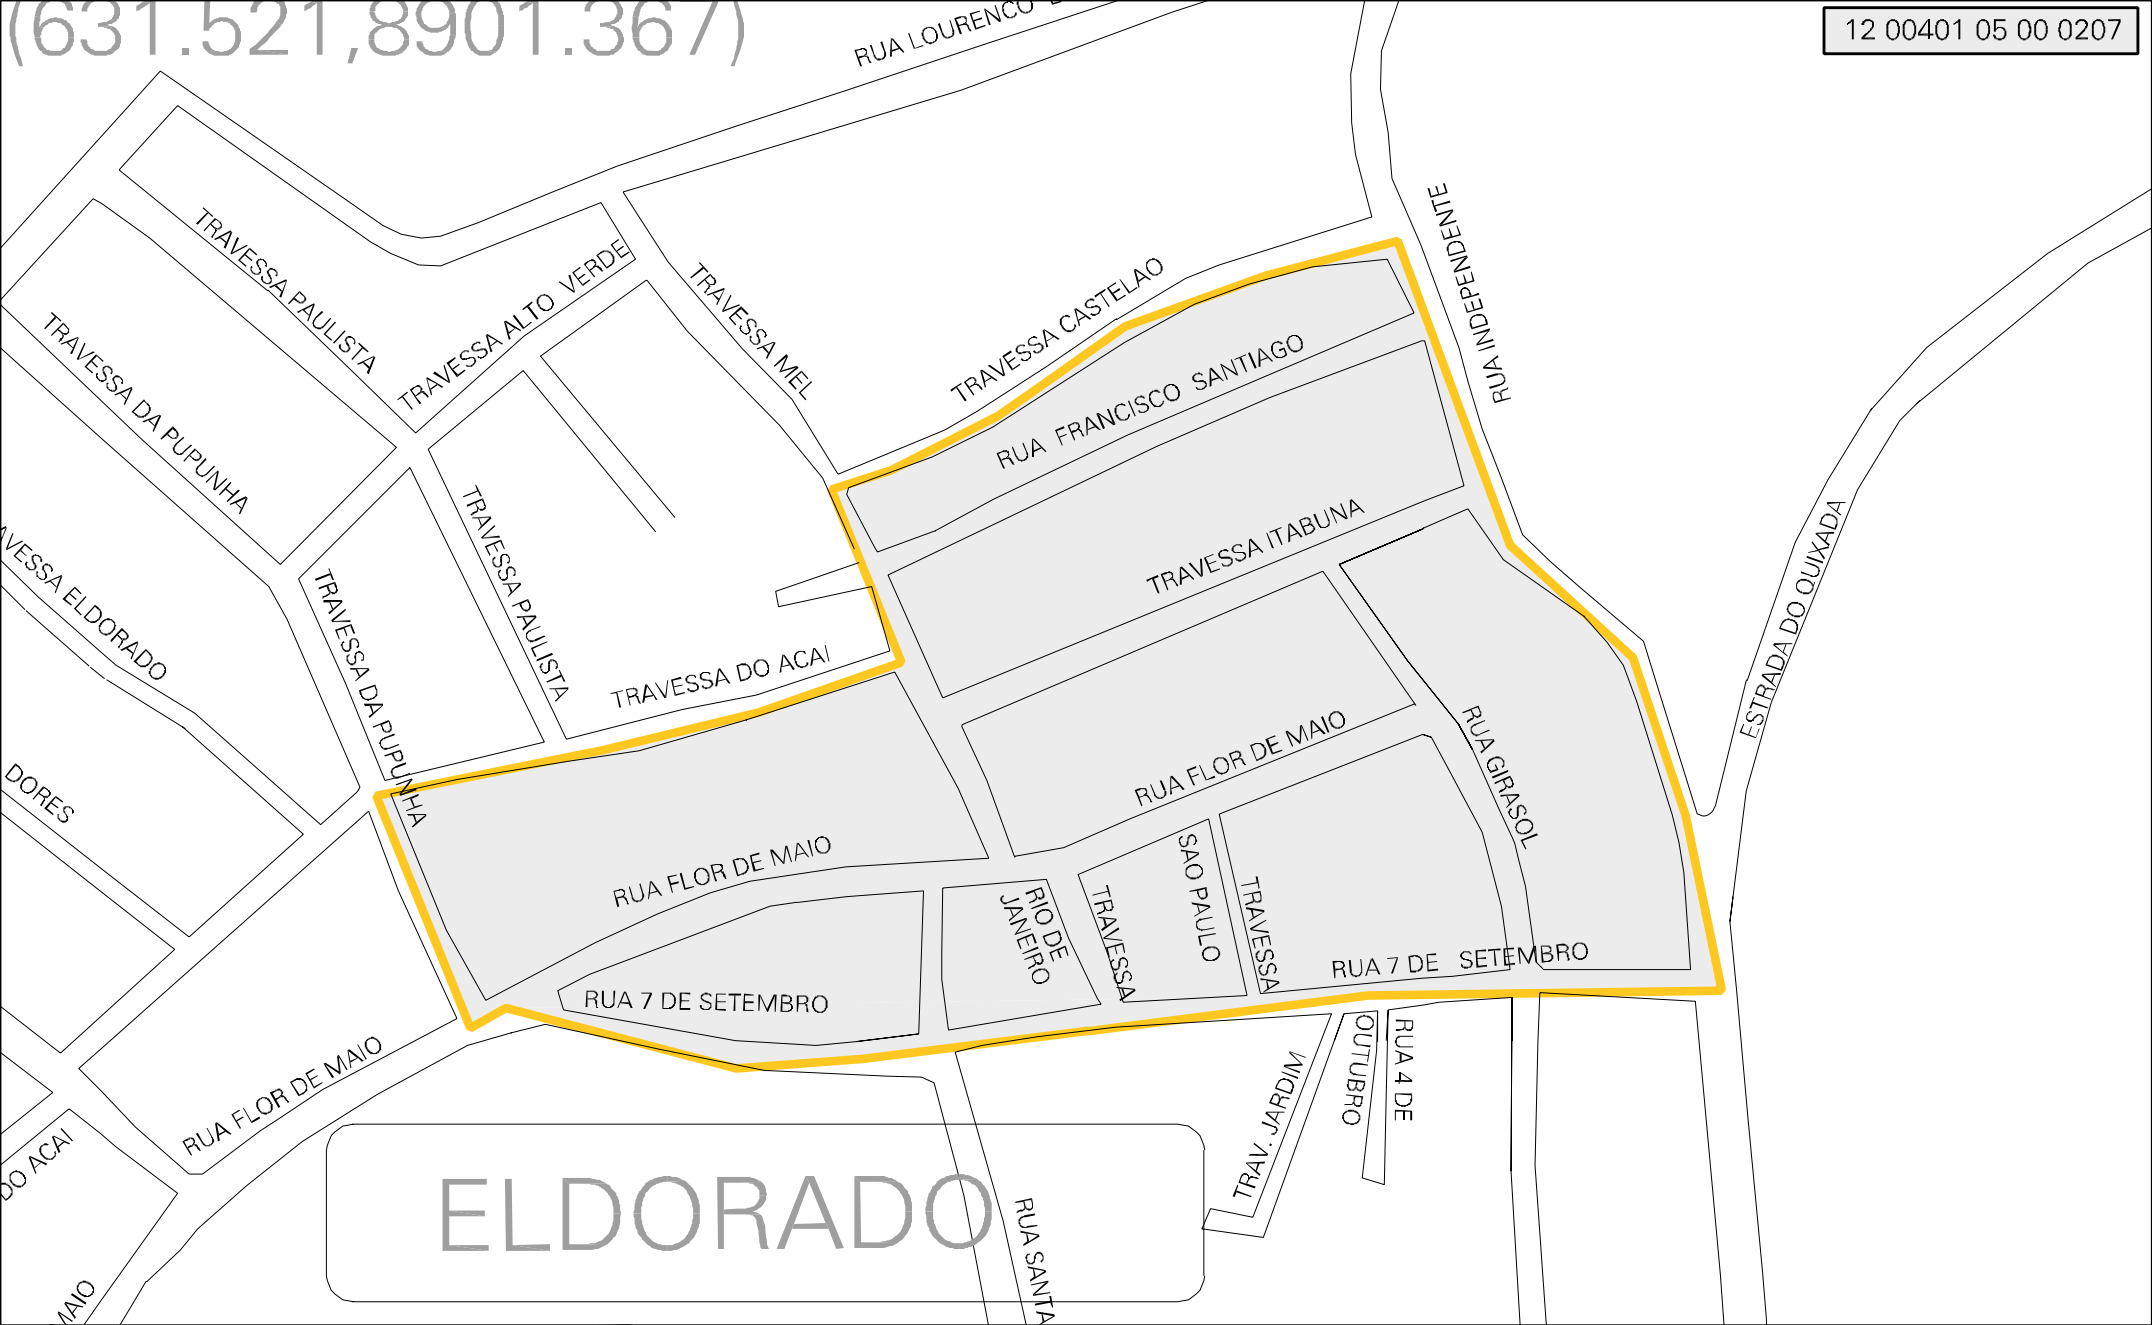 (631.521,8901.367)
RUA LOURENCO
12 00401 05 00 0207
TRAVESSA PAULISTA
TRAVESSA ALTO VERDE
TRAVESSA MEL
TRAVESSA CASTELAO
RUA INDEPENDENTE
TRAVESSA DA PUPUNHA
RUA FRANCISCO SANTIAGO
TRAVESSA PAULISTA
TRAVESSA ITABUNA
ESTRADA DO QUIXADA
AVESSA ELDORADO
TRAVESSA DA PUPUNHA
TRAVESSA DO ACAI
RUA FLOR DE MAIO
RUA GIRASOL
DORES
RUA FLOR DE MAIO
SAO PAULO
TRAVESSA
RIO DE
JANEIRO
TRAVESSA
RUA 7 DE SETEMBRO
RUA 7 DE SETEMBRO
RUA FLOR DE MAIO
OUTUBRO
RUA 4 DE
TRAV. JARDIM
DO ACAI
ELDORADO
RUA SANTA
MAIO